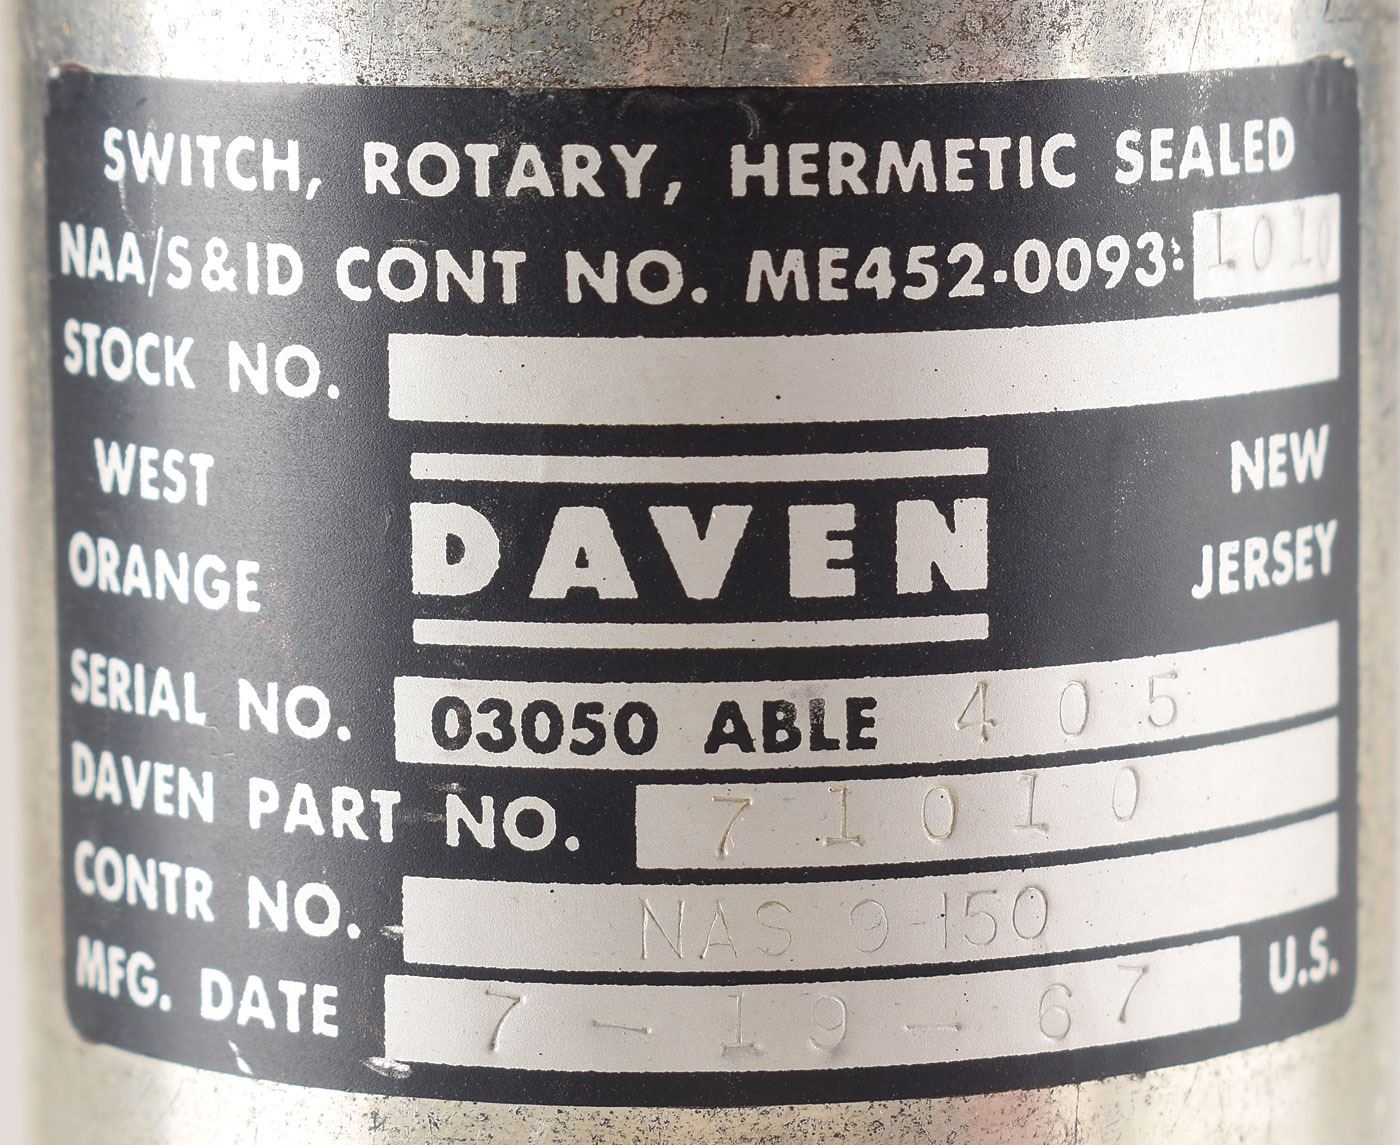 SWITCH, ROTARY, HERMETIC SEALED
NAA/S&ID CONT NO. ME452-0093-1010
STOCK NO.
WEST ORANGE
DAVEN
NEW JERSEY
SERIAL NO. 03050 ABLE 405
DAVEN PART NO. 71010
CONTR NO. NAS 9-150
MFG. DATE 7-19-67 U.S.